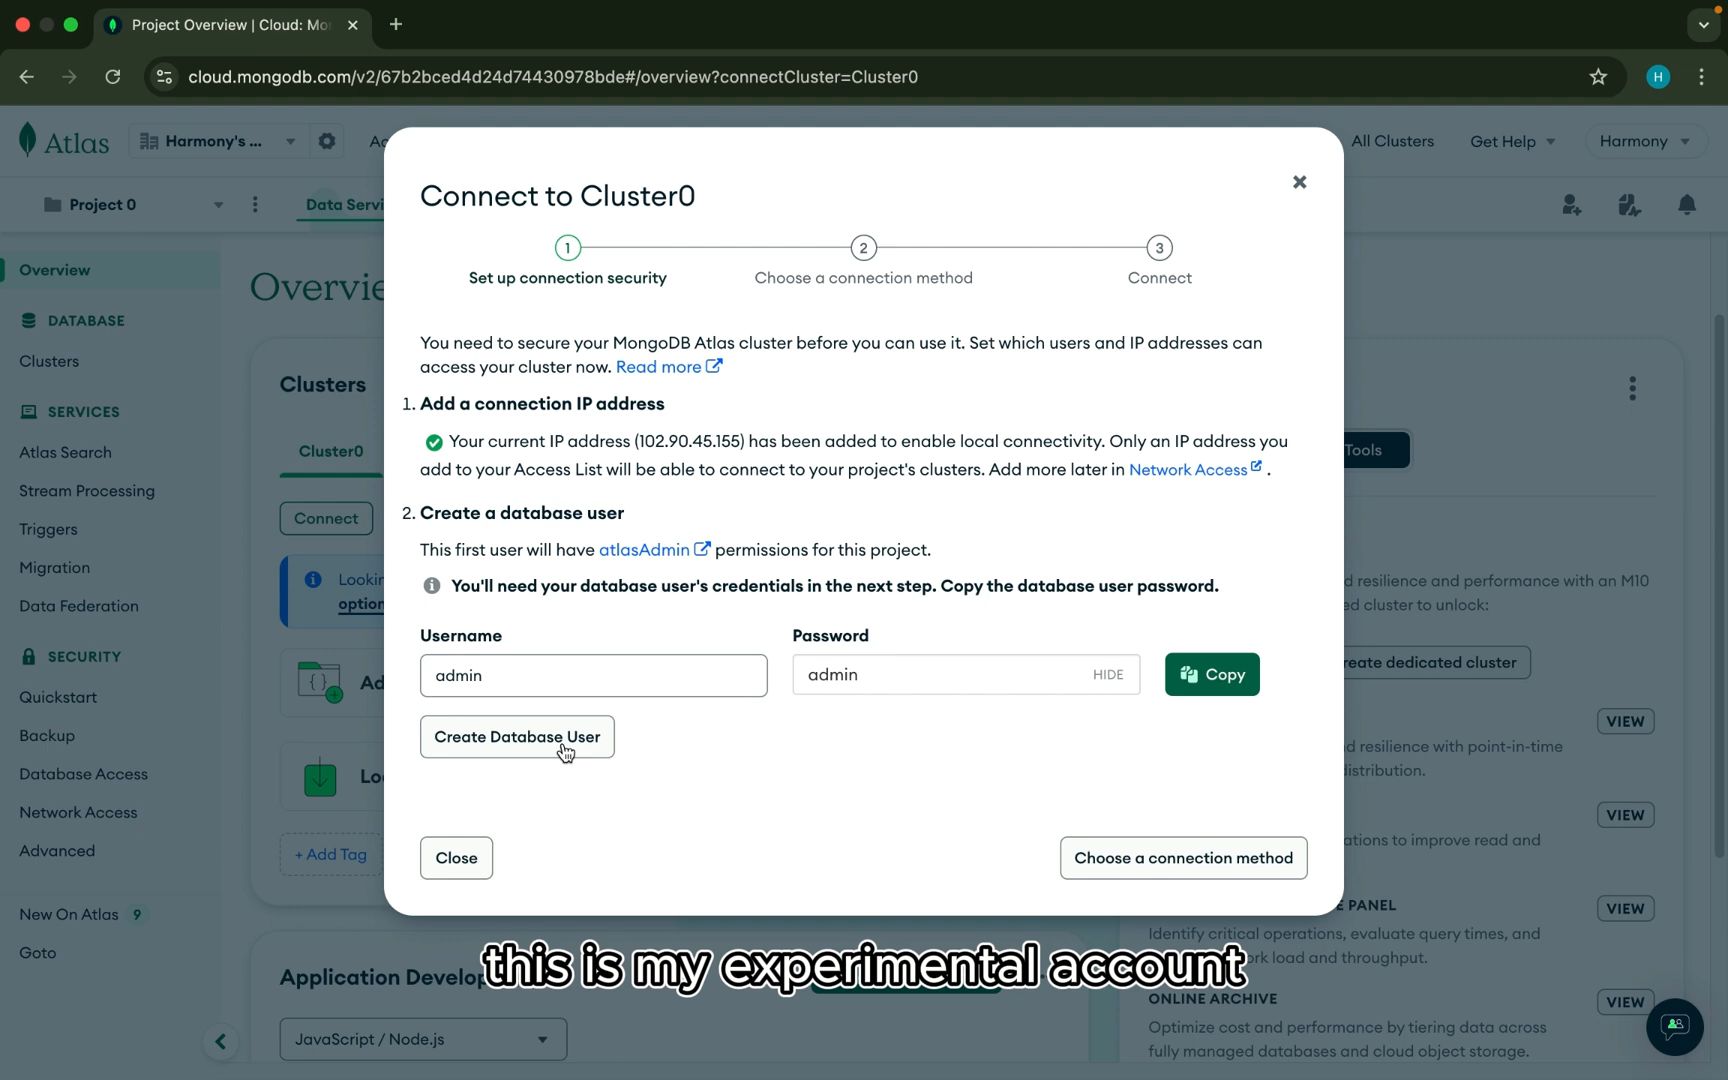 Project Overview | Cloud: Mo
cloud.mongodb.com/v2/67b2bced4d24d74430978bde#/overview?connectCluster=Cluster0
H
Atlas
Harmony's ...
Ac
All Clusters
Get Help
Harmony
Project 0
Data Servi
Overview
DATABASE
Clusters
SERVICES
Atlas Search
Stream Processing
Triggers
Migration
Data Federation
SECURITY
Quickstart
Backup
Database Access
Network Access
Advanced
New On Atlas 9
Goto
Overvie
Clusters
Cluster0
Connect
Lookin
option
Ad
Lo
+ Add Tag
Application Develop
JavaScript / Node.js
Connect to Cluster0
1
2
3
Set up connection security
Choose a connection method
Connect
You need to secure your MongoDB Atlas cluster before you can use it. Set which users and IP addresses can
access your cluster now. Read more
1. Add a connection IP address
Your current IP address (102.90.45.155) has been added to enable local connectivity. Only an IP address you
add to your Access List will be able to connect to your project's clusters. Add more later in Network Access .
2. Create a database user
This first user will have atlasAdmin permissions for this project.
You'll need your database user's credentials in the next step. Copy the database user password.
Username
Password
admin
admin
HIDE
Copy
Create Database User
Close
Choose a connection method
Tools
d resilience and performance with an M10
ed cluster to unlock:
reate dedicated cluster
VIEW
d resilience with point-in-time
distribution.
VIEW
ations to improve read and
E PANEL
VIEW
Identify critical operations, evaluate query times, and
rk load and throughput.
ONLINE ARCHIVE
VIEW
Optimize cost and performance by tiering data across
fully managed databases and cloud object storage.
this is my experimental account